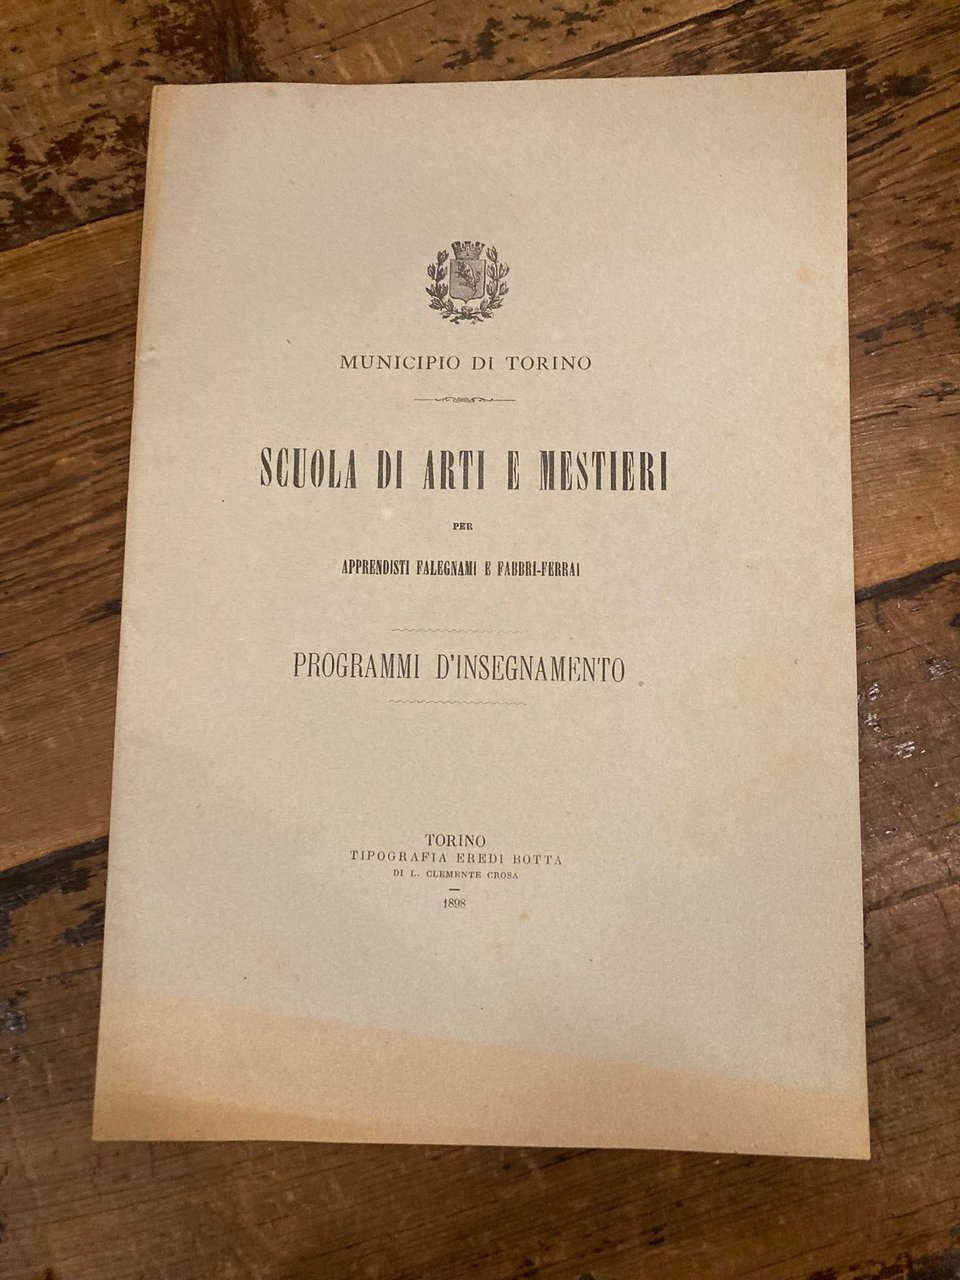 MUNICIPIO DI TORINO
SCUOLA DI ARTI E MESTIERI
PER
APPRENDISTI FALEGNAMI E FABBRI-FERRAI
PROGRAMMI D'INSEGNAMENTO
TORINO
TIPOGRAFIA EREDI BOTTA
DI L. CLEMENTE CROSA
1898